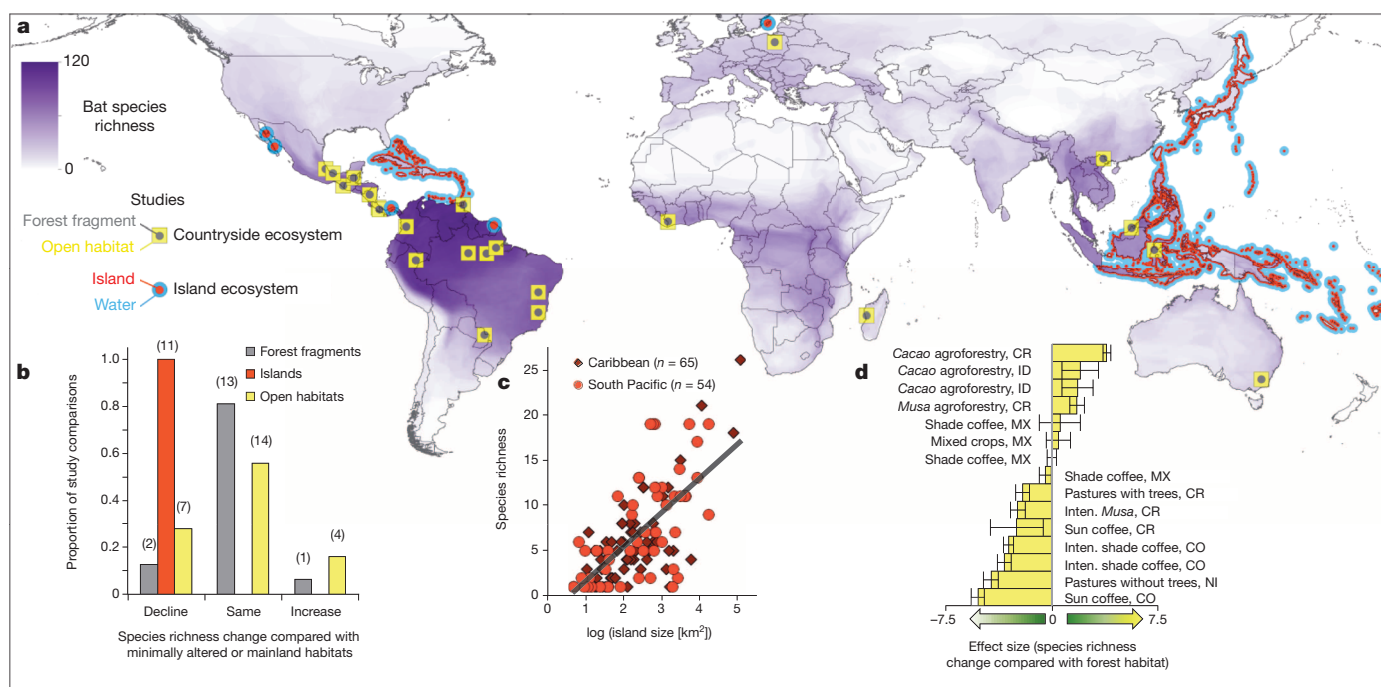 a
120
Bat species
richness
0
Studies
Forest fragment
Open habitat
Countryside ecosystem
Island
Water
Island ecosystem
b
Proportion of study comparisons
1.0
0.8
0.6
0.4
0.2
0
(11)
(13)
(14)
(7)
(2)
(1)
(4)
Forest fragments
Islands
Open habitats
Decline
Same
Increase
Species richness change compared with
minimally altered or mainland habitats
c
Species richness
25
20
15
10
5
0
Caribbean (n = 65)
South Pacific (n = 54)
0
1
2
3
4
5
log (island size [km²])
d
Cacao agroforestry, CR
Cacao agroforestry, ID
Cacao agroforestry, ID
Musa agroforestry, CR
Shade coffee, MX
Mixed crops, MX
Shade coffee, MX
Shade coffee, MX
Pastures with trees, CR
Inten. Musa, CR
Sun coffee, CR
Inten. shade coffee, CO
Inten. shade coffee, CO
Pastures without trees, NI
Sun coffee, CO
−7.5
0
7.5
Effect size (species richness
change compared with forest habitat)